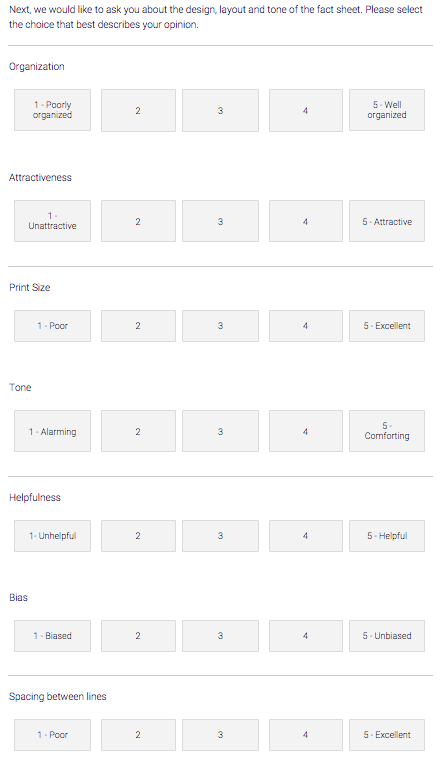 Next, we would like to ask you about the design, layout and tone of the fact sheet. Please select
the choice that best describes your opinion.
Organization
1 - Poorly
organized
2
3
4
5 - Well
organized
Attractiveness
1 -
Unattractive
2
3
4
5 - Attractive
Print Size
1 - Poor
2
3
4
5 - Excellent
Tone
1 - Alarming
2
3
4
5 -
Comforting
Helpfulness
1- Unhelpful
2
3
4
5 - Helpful
Bias
1 - Biased
2
3
4
5 - Unbiased
Spacing between lines
1 - Poor
2
3
4
5 - Excellent